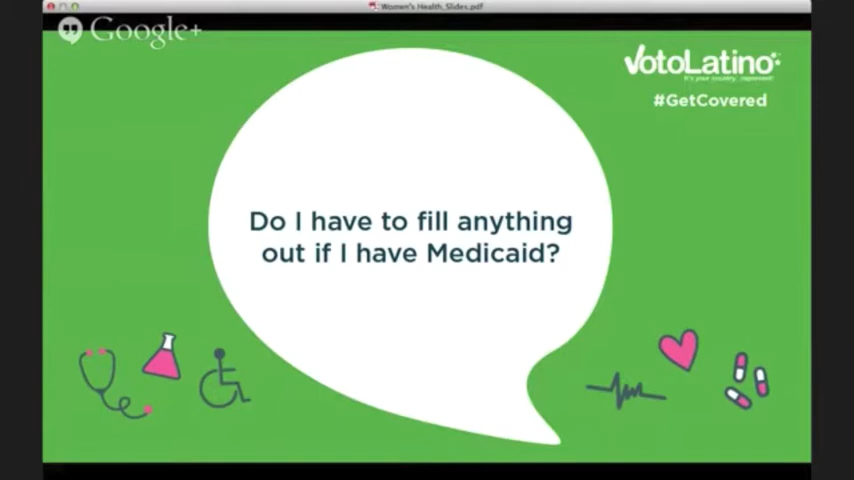 Women's Health_Slides.pdf
Google+
VotoLatino
It's your country. represent!
#GetCovered
Do I have to fill anything
out if I have Medicaid?